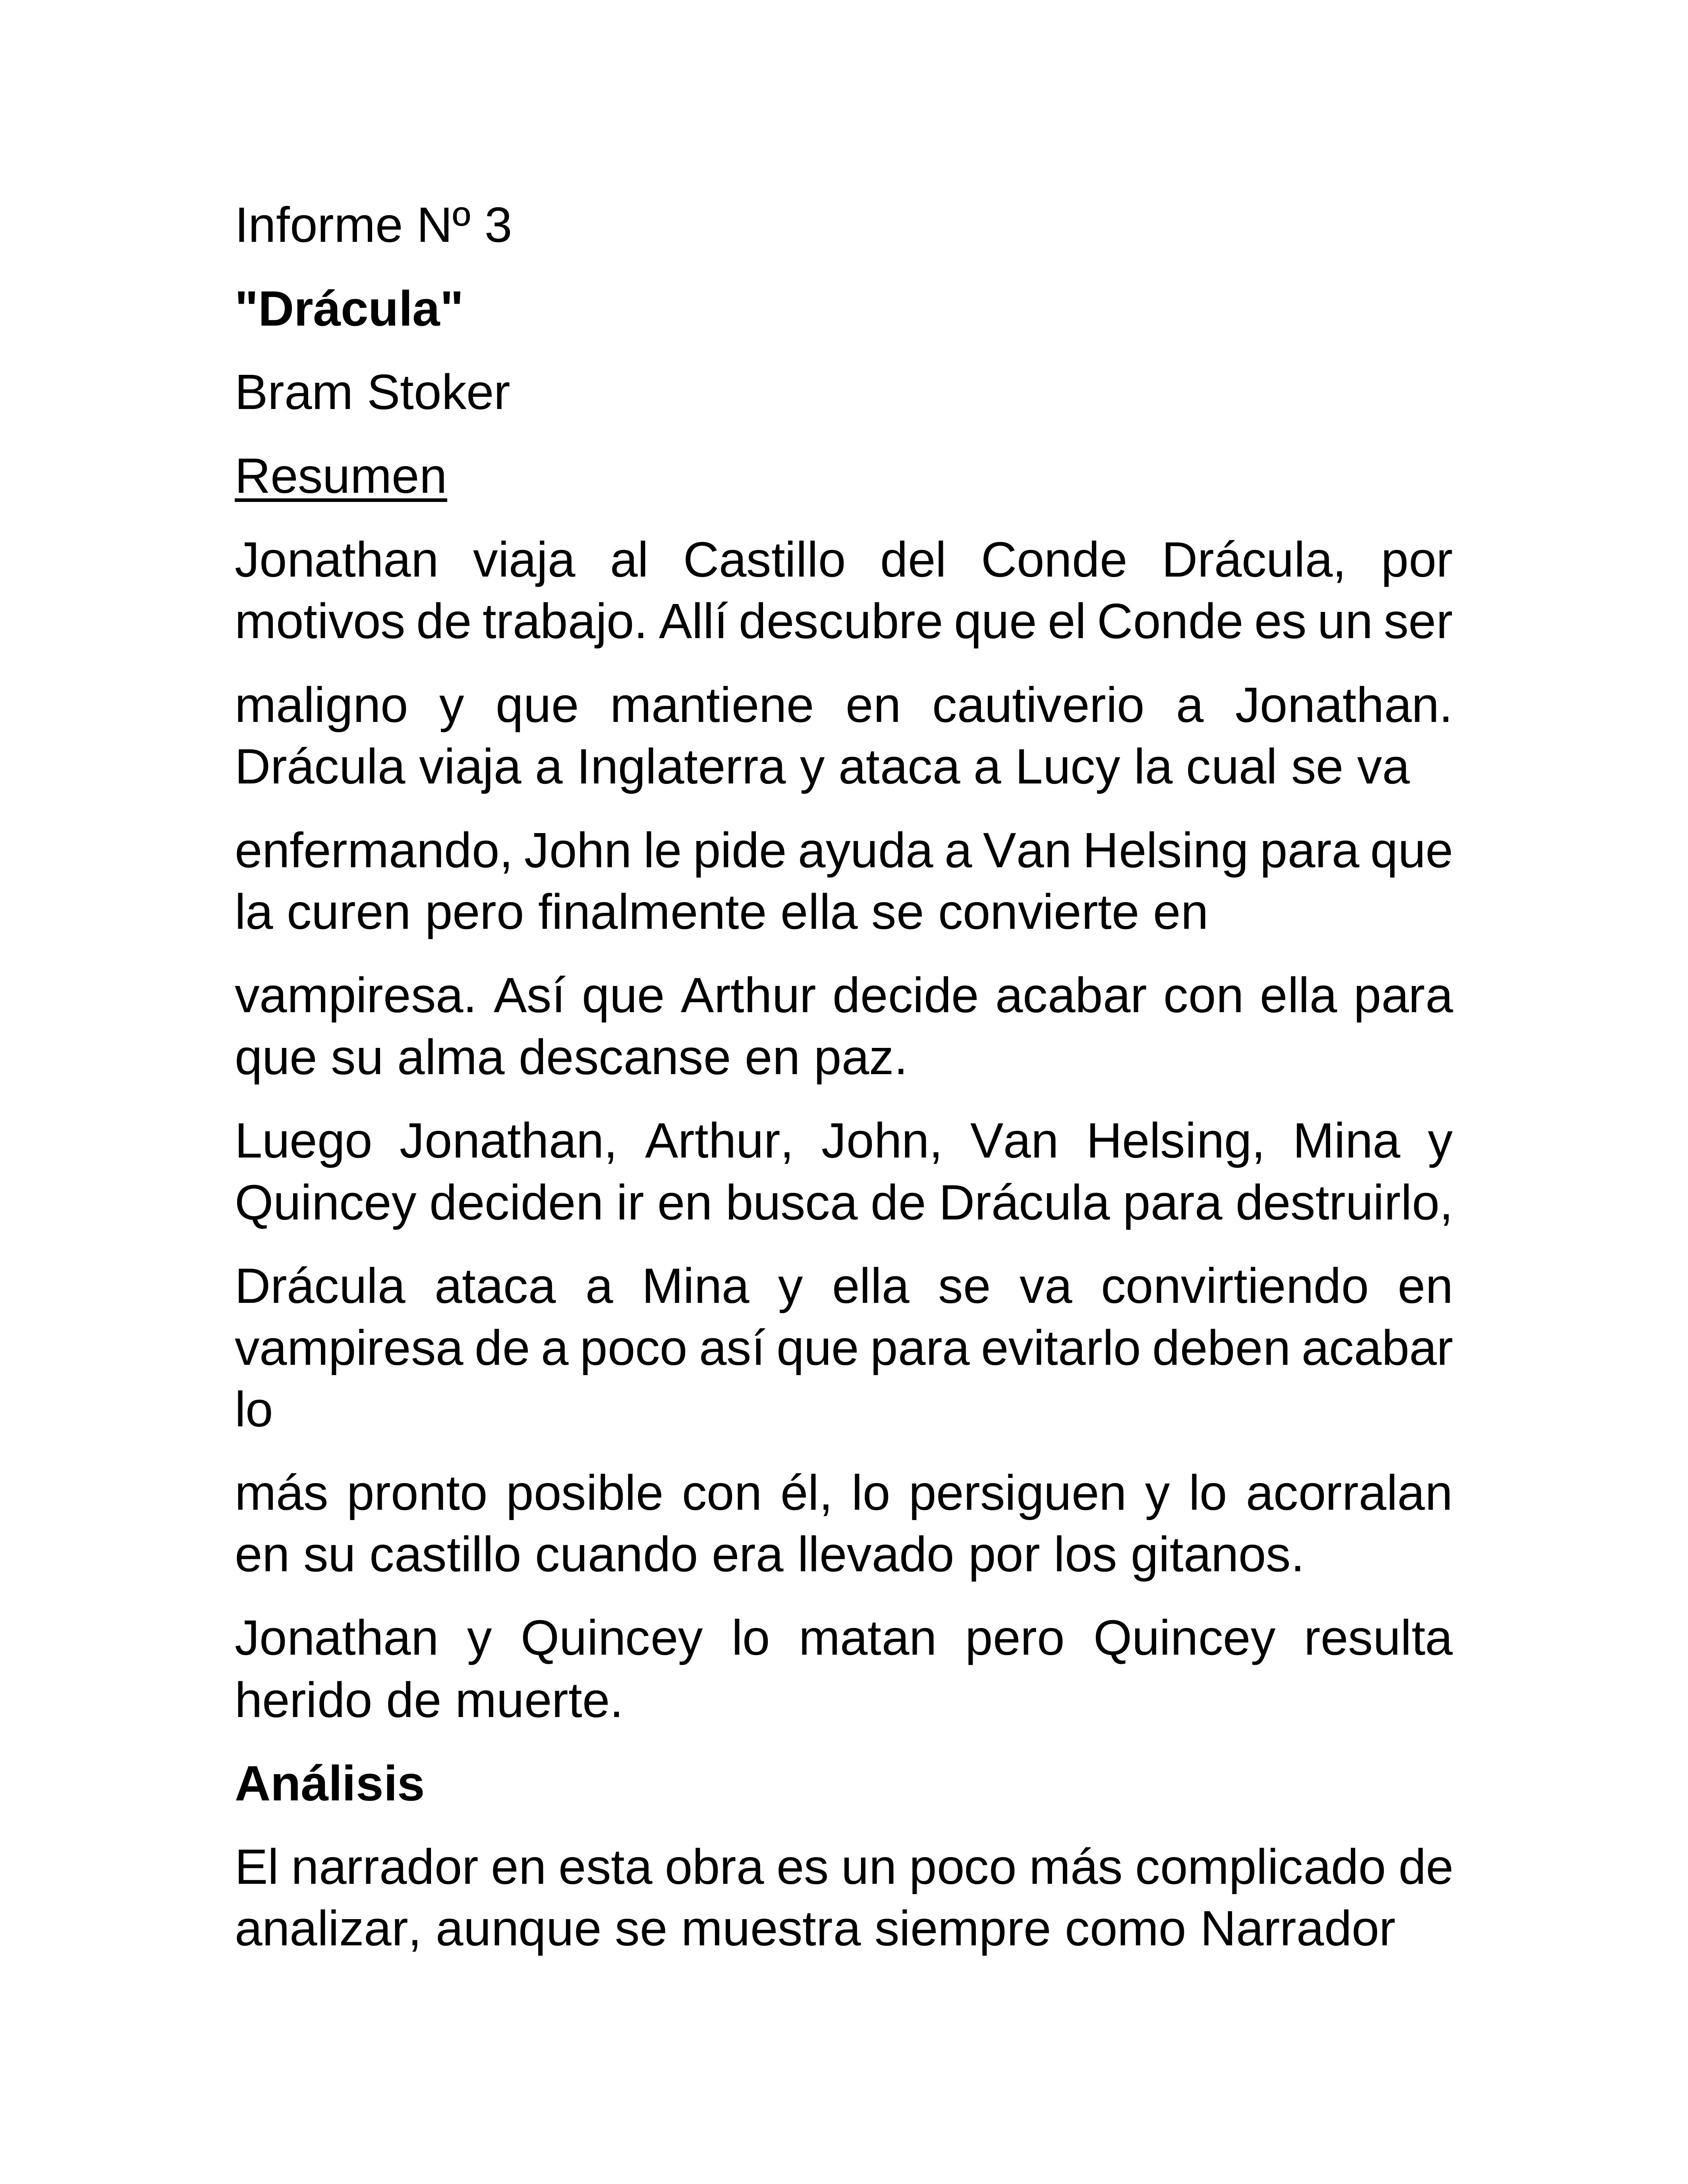 Informe Nº 3
"Drácula"
Bram Stoker
Resumen
Jonathan viaja al Castillo del Conde Drácula, por
motivos de trabajo. Allí descubre que el Conde es un ser
maligno y que mantiene en cautiverio a Jonathan.
Drácula viaja a Inglaterra y ataca a Lucy la cual se va
enfermando, John le pide ayuda a Van Helsing para que
la curen pero finalmente ella se convierte en
vampiresa. Así que Arthur decide acabar con ella para
que su alma descanse en paz.
Luego Jonathan, Arthur, John, Van Helsing, Mina y
Quincey deciden ir en busca de Drácula para destruirlo,
Drácula ataca a Mina y ella se va convirtiendo en
vampiresa de a poco así que para evitarlo deben acabar
lo
más pronto posible con él, lo persiguen y lo acorralan
en su castillo cuando era llevado por los gitanos.
Jonathan y Quincey lo matan pero Quincey resulta
herido de muerte.
Análisis
El narrador en esta obra es un poco más complicado de
analizar, aunque se muestra siempre como Narrador